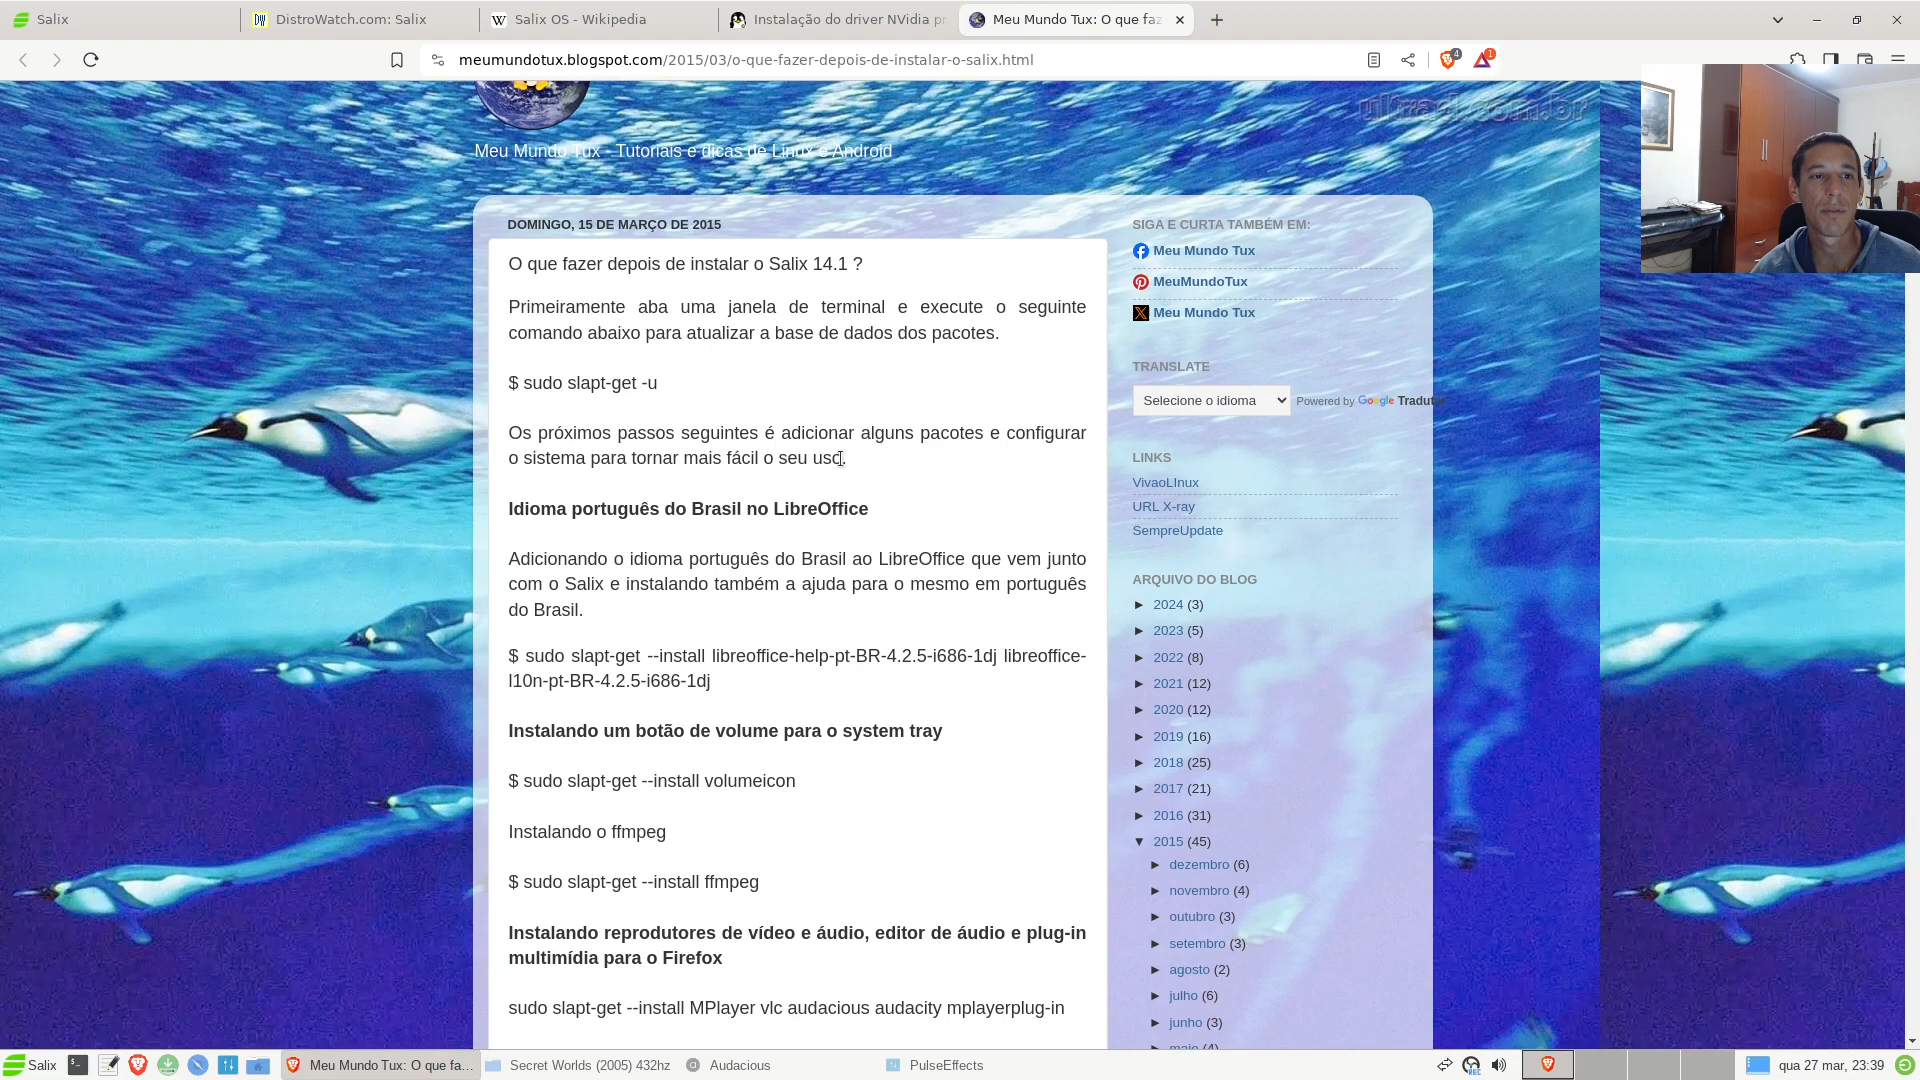 Salix
DistroWatch.com: Salix
Salix OS - Wikipedia
Instalação do driver NVidia pr
Meu Mundo Tux: O que faz
meumundotux.blogspot.com/2015/03/o-que-fazer-depois-de-instalar-o-salix.html
4
1
ultradownloads.com.br
Meu Mundo Tux - Tutoriais e dicas de Linux e Android
DOMINGO, 15 DE MARÇO DE 2015
O que fazer depois de instalar o Salix 14.1 ?
Primeiramente aba uma janela de terminal e execute o seguinte
comando abaixo para atualizar a base de dados dos pacotes.
$ sudo slapt-get -u
Os próximos passos seguintes é adicionar alguns pacotes e configurar
o sistema para tornar mais fácil o seu uso.
Idioma português do Brasil no LibreOffice
Adicionando o idioma português do Brasil ao LibreOffice que vem junto
com o Salix e instalando também a ajuda para o mesmo em português
do Brasil.
$ sudo slapt-get --install libreoffice-help-pt-BR-4.2.5-i686-1dj libreoffice-
l10n-pt-BR-4.2.5-i686-1dj
Instalando um botão de volume para o system tray
$ sudo slapt-get --install volumeicon
Instalando o ffmpeg
$ sudo slapt-get --install ffmpeg
Instalando reprodutores de vídeo e áudio, editor de áudio e plug-in
multimídia para o Firefox
sudo slapt-get --install MPlayer vlc audacious audacity mplayerplug-in
SIGA E CURTA TAMBÉM EM:
Meu Mundo Tux
MeuMundoTux
Meu Mundo Tux
TRANSLATE
Selecione o idioma
Powered by Google Tradutor
LINKS
VivaoLInux
URL X-ray
SempreUpdate
ARQUIVO DO BLOG
► 2024 (3)
► 2023 (5)
► 2022 (8)
► 2021 (12)
► 2020 (12)
► 2019 (16)
► 2018 (25)
► 2017 (21)
► 2016 (31)
▼ 2015 (45)
► dezembro (6)
► novembro (4)
► outubro (3)
► setembro (3)
► agosto (2)
► julho (6)
► junho (3)
► maio (4)
Salix
Meu Mundo Tux: O que fa...
Secret Worlds (2005) 432hz
Audacious
PulseEffects
REC
qua 27 mar, 23:39